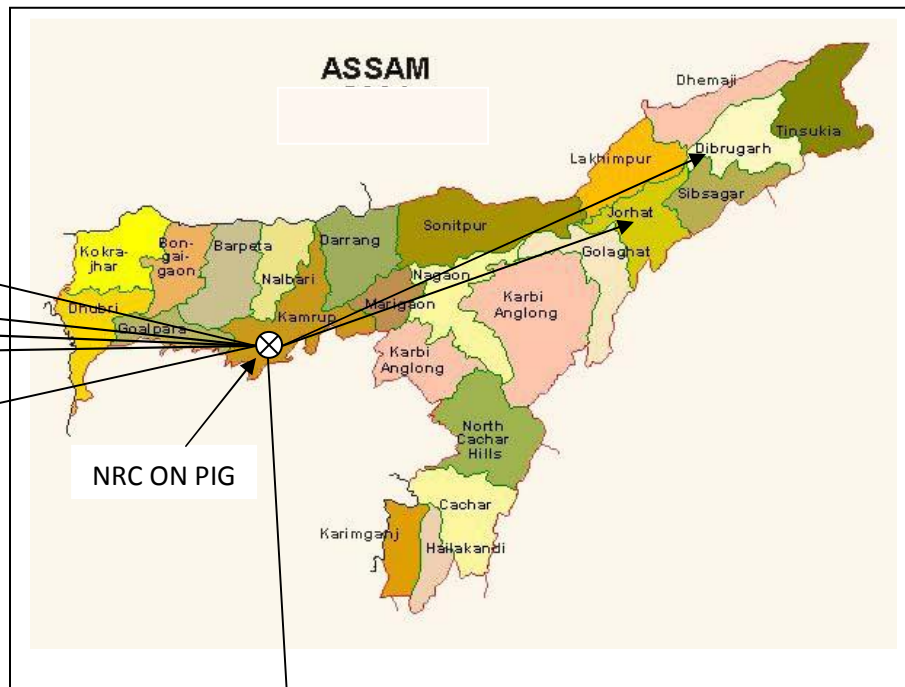 ASSAM
Dhemaji
Tinsukia
Dibrugarh
Lakhimpur
Sibsagar
Jorhat
Sonitpur
Darrang
Golaghat
Kokra-
jhar
Bon-
gai-
gaon
Barpeta
Nalbari
Nagaon
Dhubri
Goalpara
Kamrup
Marigaon
Karbi
Anglong
Karbi
Anglong
NRC ON PIG
North
Cachar
Hills
Cachar
Karimganj
Hailakandi